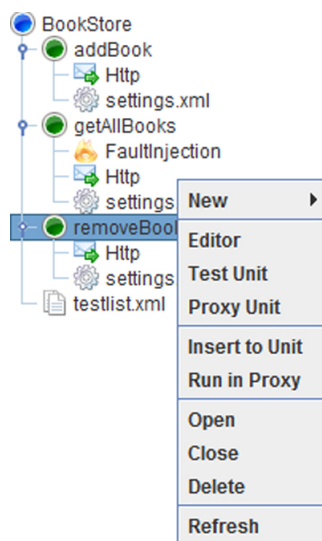 BookStore
addBook
Http
settings.xml
getAllBooks
FaultInjection
Http
settings
removeBoo
Http
settings
testlist.xml
New
Editor
Test Unit
Proxy Unit
Insert to Unit
Run in Proxy
Open
Close
Delete
Refresh